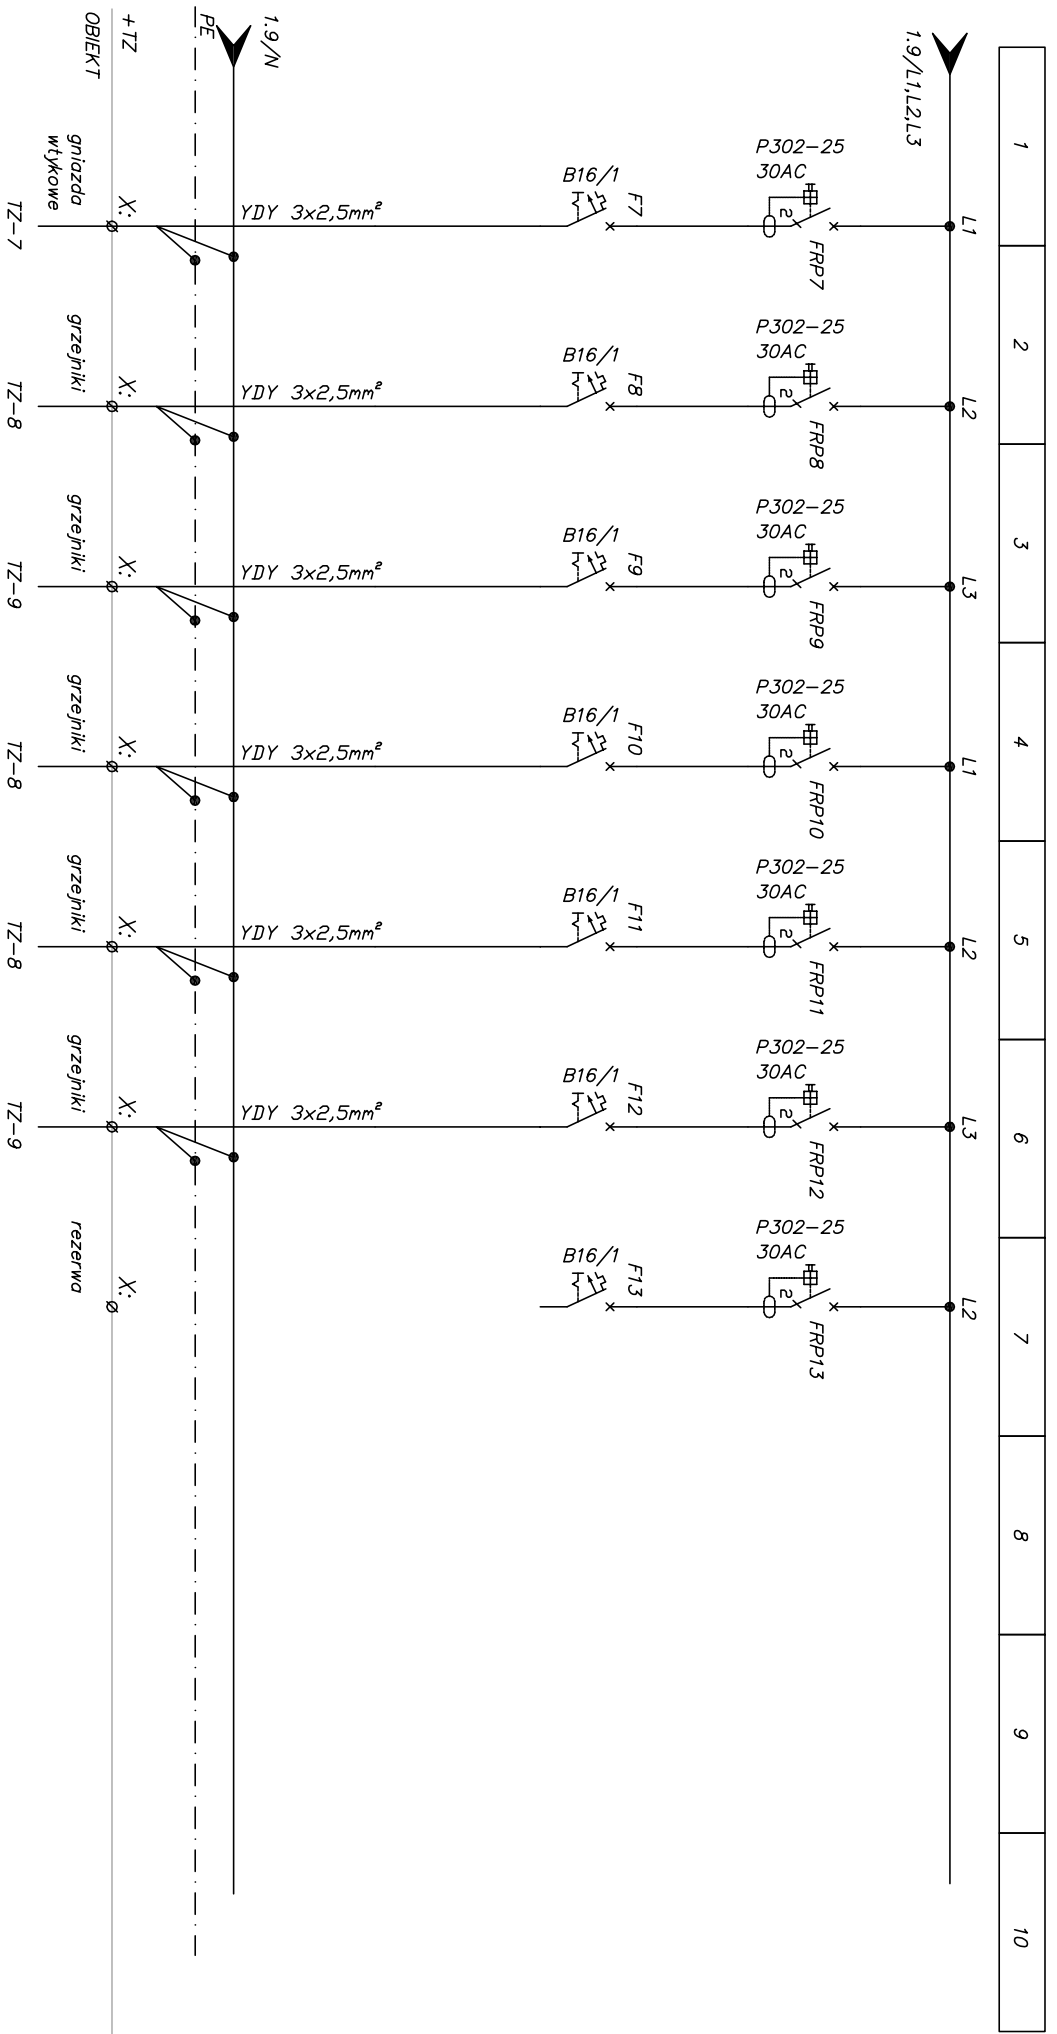 1
2
3
4
5
6
7
8
9
10
1.9/L1,L2,L3
L1
L2
L3
L1
L2
L3
L2
P302-25
30AC
FRP7
P302-25
30AC
FRP8
P302-25
30AC
FRP9
P302-25
30AC
FRP10
P302-25
30AC
FRP11
P302-25
30AC
FRP12
P302-25
30AC
FRP13
B16/1
F7
B16/1
F8
B16/1
F9
B16/1
F10
B16/1
F11
B16/1
F12
B16/1
F13
YDY 3x2,5mm²
YDY 3x2,5mm²
YDY 3x2,5mm²
YDY 3x2,5mm²
YDY 3x2,5mm²
YDY 3x2,5mm²
1.9/N
PE
+TZ
OBIEKT
X:
X:
X:
X:
X:
X:
X:
gniazda
wtykowe
grzejniki
grzejniki
grzejniki
grzejniki
grzejniki
rezerwa
TZ-7
TZ-8
TZ-9
TZ-8
TZ-8
TZ-9